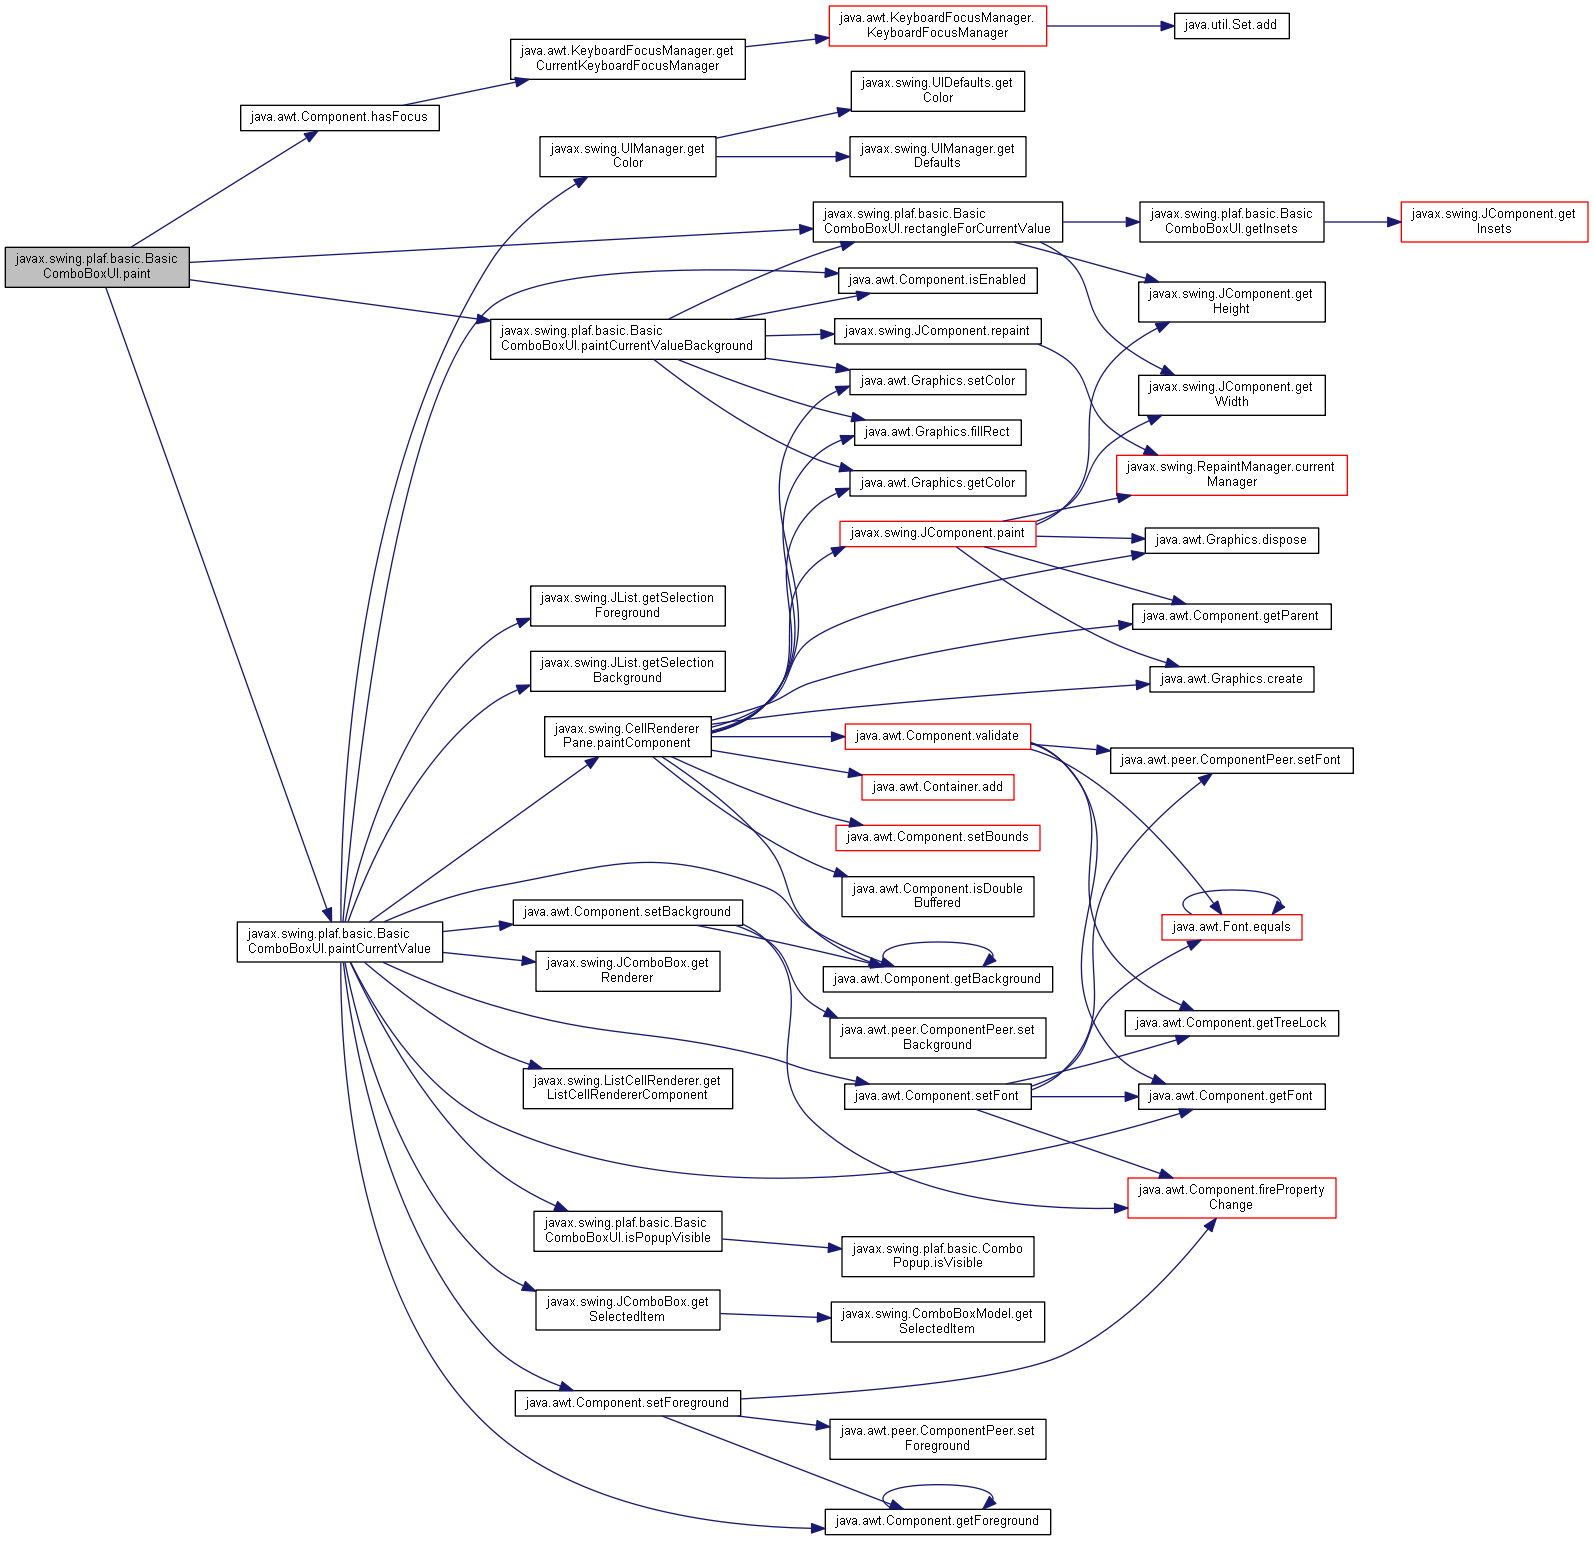 java.awt.KeyboardFocusManager.
KeyboardFocusManager
java.util.Set.add
java.awt.KeyboardFocusManager.get
CurrentKeyboardFocusManager
javax.swing.UIDefaults.get
Color
java.awt.Component.hasFocus
javax.swing.UIManager.get
Color
javax.swing.UIManager.get
Defaults
javax.swing.plaf.basic.Basic
ComboBoxUI.rectangleForCurrentValue
javax.swing.plaf.basic.Basic
ComboBoxUI.getInsets
javax.swing.JComponent.get
Insets
javax.swing.plaf.basic.Basic
ComboBoxUI.paint
java.awt.Component.isEnabled
javax.swing.JComponent.get
Height
javax.swing.plaf.basic.Basic
ComboBoxUI.paintCurrentValueBackground
javax.swing.JComponent.repaint
java.awt.Graphics.setColor
javax.swing.JComponent.get
Width
java.awt.Graphics.fillRect
javax.swing.RepaintManager.current
Manager
java.awt.Graphics.getColor
javax.swing.JComponent.paint
java.awt.Graphics.dispose
javax.swing.JList.getSelection
Foreground
java.awt.Component.getParent
javax.swing.JList.getSelection
Background
java.awt.Graphics.create
javax.swing.CellRenderer
Pane.paintComponent
java.awt.Component.validate
java.awt.peer.ComponentPeer.setFont
java.awt.Container.add
java.awt.Component.setBounds
java.awt.Component.isDouble
Buffered
java.awt.Component.setBackground
java.awt.Font.equals
javax.swing.plaf.basic.Basic
ComboBoxUI.paintCurrentValue
javax.swing.JComboBox.get
Renderer
java.awt.Component.getBackground
java.awt.peer.ComponentPeer.set
Background
java.awt.Component.getTreeLock
javax.swing.ListCellRenderer.get
ListCellRendererComponent
java.awt.Component.setFont
java.awt.Component.getFont
java.awt.Component.fireProperty
Change
javax.swing.plaf.basic.Basic
ComboBoxUI.isPopupVisible
javax.swing.plaf.basic.Combo
Popup.isVisible
javax.swing.JComboBox.get
SelectedItem
javax.swing.ComboBoxModel.get
SelectedItem
java.awt.Component.setForeground
java.awt.peer.ComponentPeer.set
Foreground
java.awt.Component.getForeground